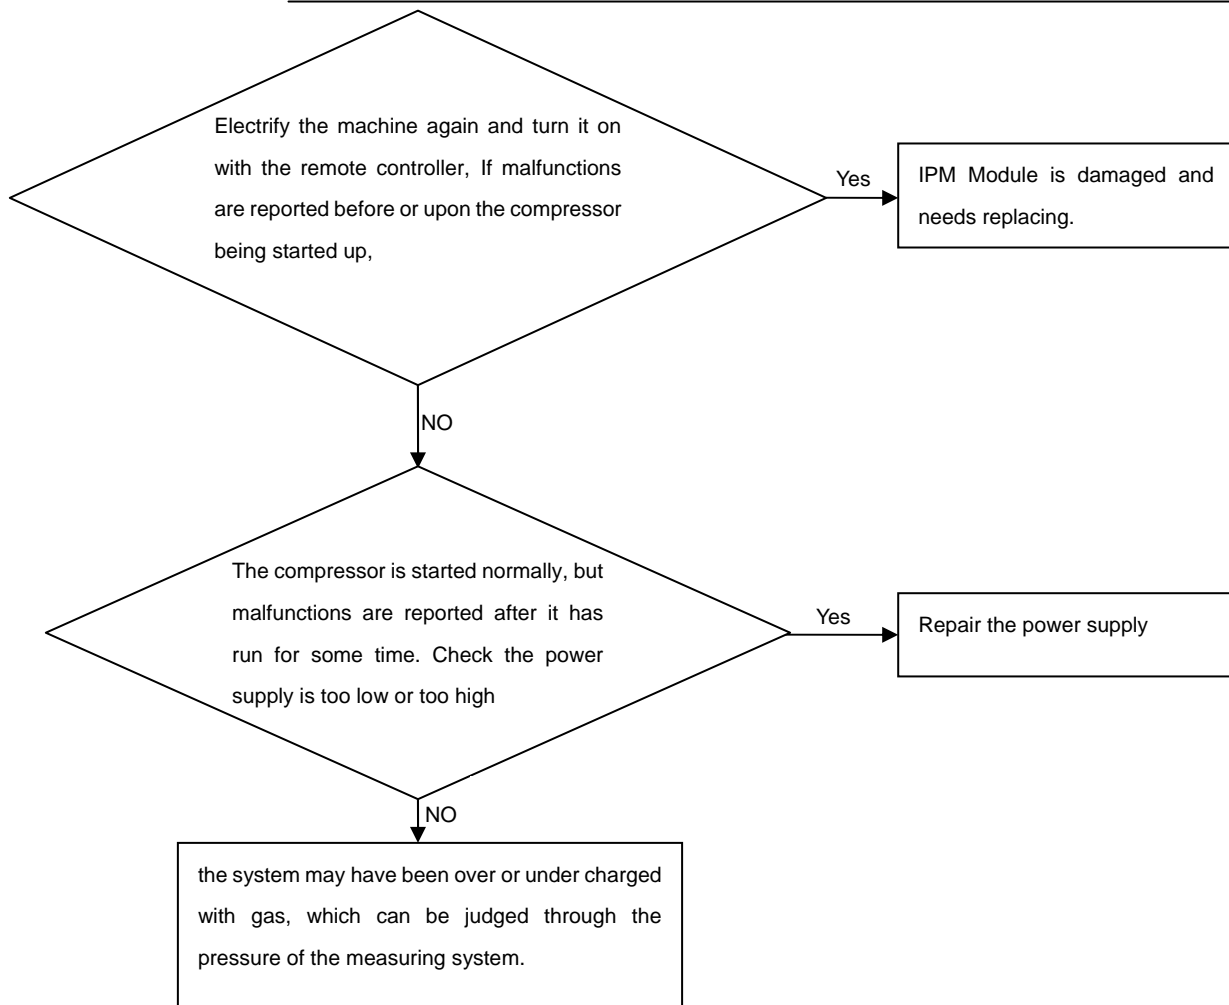 Electrify the machine again and turn it on
with the remote controller, If malfunctions
are reported before or upon the compressor
being started up,
Yes
IPM Module is damaged and
needs replacing.
NO
The compressor is started normally, but
malfunctions are reported after it has
run for some time. Check the power
supply is too low or too high
Yes
Repair the power supply
NO
the system may have been over or under charged
with gas, which can be judged through the
pressure of the measuring system.